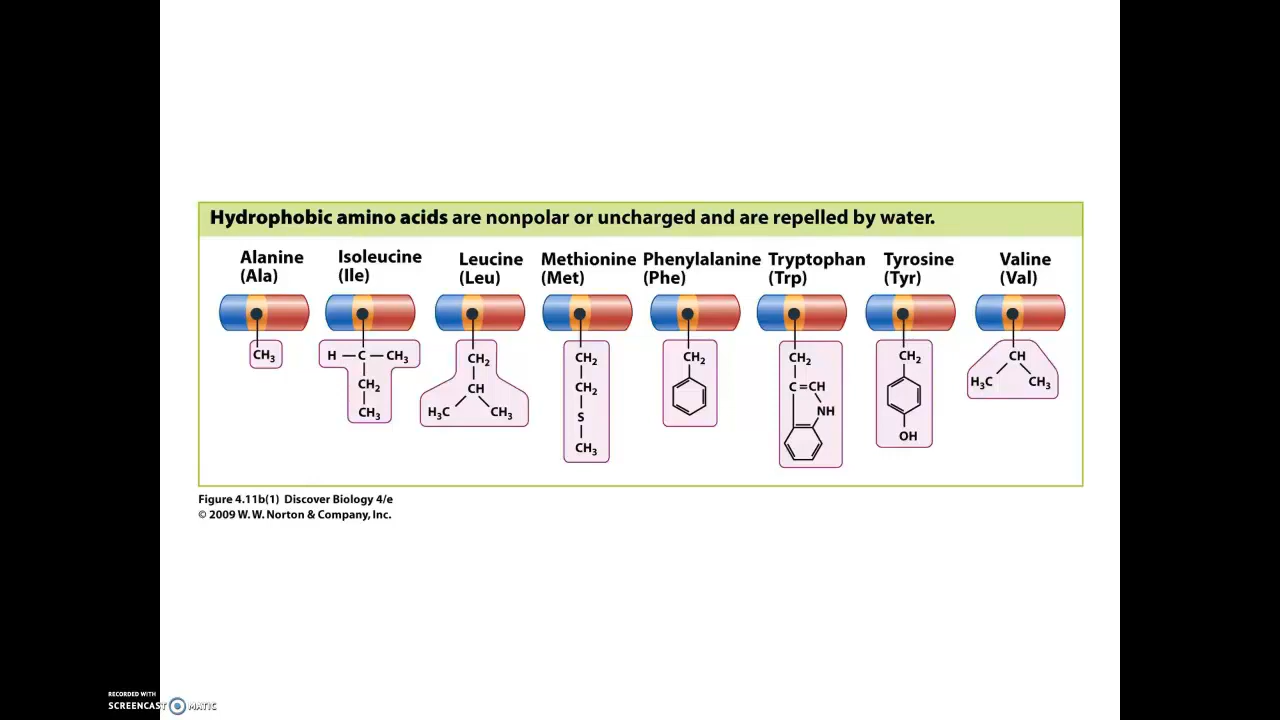 Hydrophobic amino acids are nonpolar or uncharged and are repelled by water.
Alanine
(Ala)
Isoleucine
(Ile)
Leucine
(Leu)
Methionine
(Met)
Phenylalanine
(Phe)
Tryptophan
(Trp)
Tyrosine
(Tyr)
Valine
(Val)
CH₃
H — C — CH₃
CH₂
CH₃
CH₂
CH
H₃C CH₃
CH₂
CH₂
S
CH₃
CH₂
CH₂
C=CH
NH
CH₂
OH
CH
H₃C CH₃
Figure 4.11b(1) Discover Biology 4/e
© 2009 W. W. Norton & Company, Inc.
RECORDED WITH
SCREENCAST MATIC